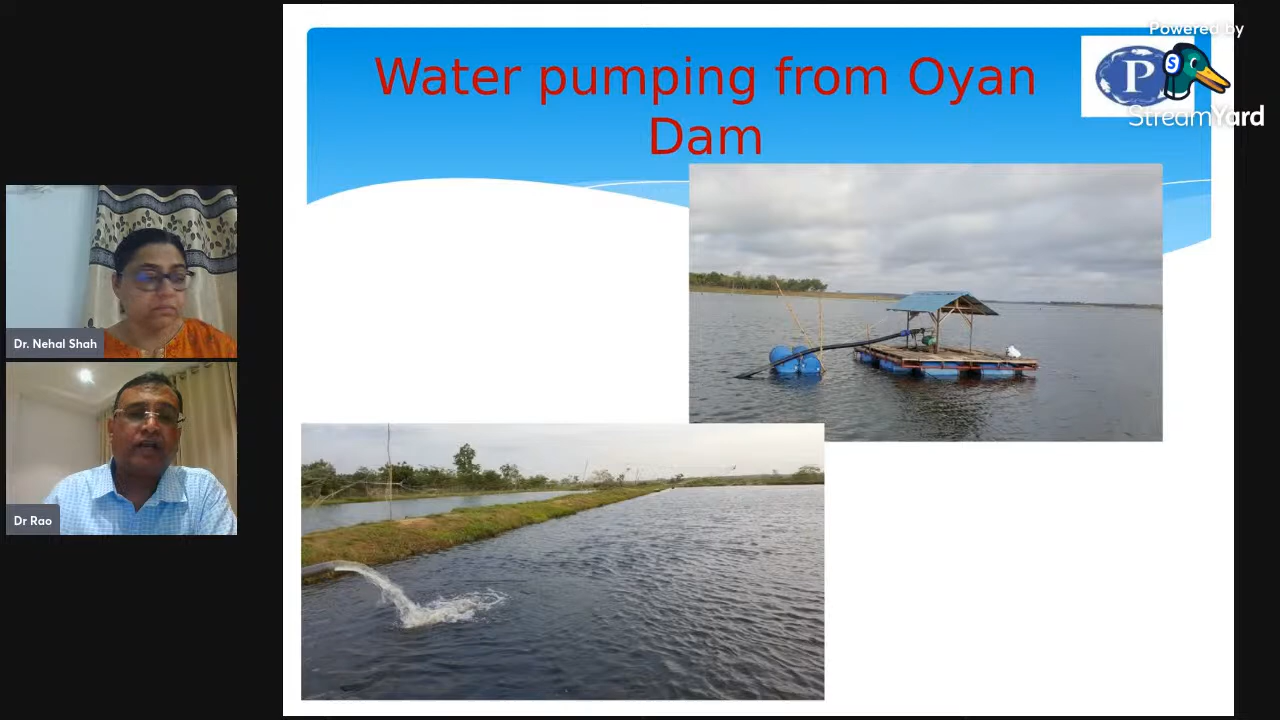 Powered by
StreamYard
Water pumping from Oyan
Dam
P
S
Dr. Nehal Shah
Dr Rao